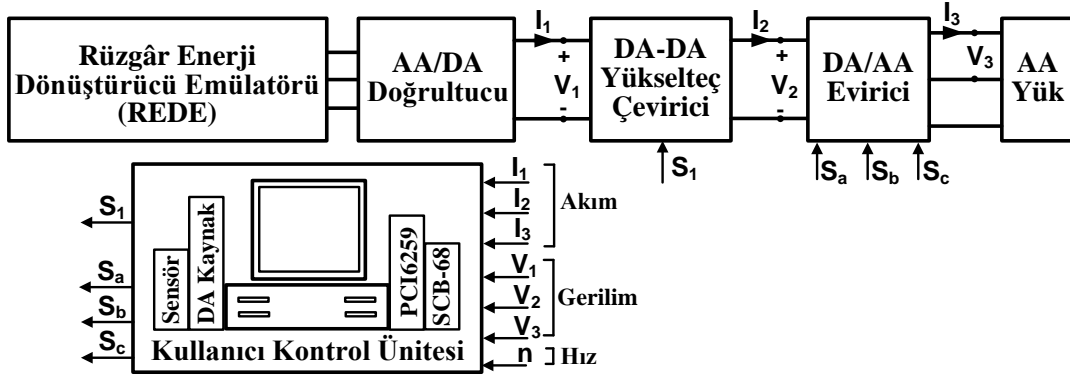 Rüzgâr Enerji
Dönüştürücü Emülatörü
(REDE)
AA/DA
Doğrultucu
I1
+
V1
-
DA-DA
Yükselteç
Çevirici
S1
I2
+
V2
-
DA/AA
Evirici
Sa
Sb
Sc
I3
V3
AA
Yük
S1
Sa
Sb
Sc
Sensör
DA Kaynak
PCI6259
SCB-68
Kullanıcı Kontrol Ünitesi
I1
I2
I3
Akım
V1
V2
V3
Gerilim
n
Hız